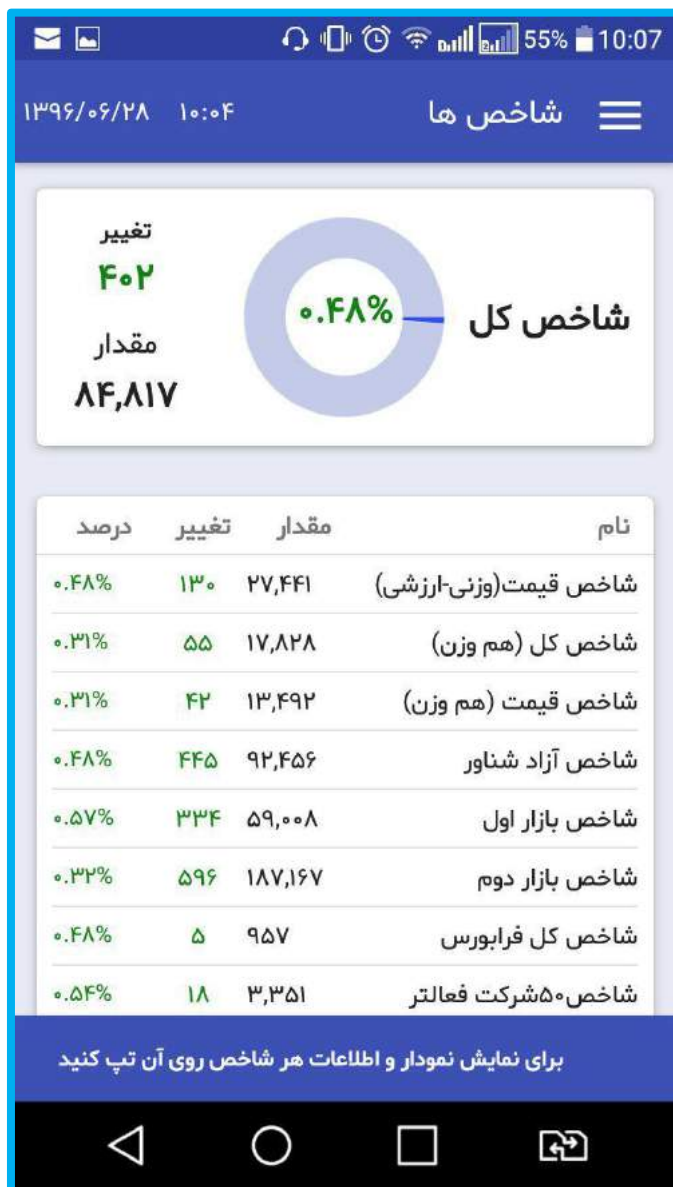 55% 10:07
شاخص ها ۱۰:۰۴ ۱۳۹۶/۰۶/۲۸
شاخص کل
۰.۴۸%
تغییر
۴۰۲
مقدار
۸۴,۸۱۷
نام مقدار تغییر درصد
شاخص قیمت(وزنی-ارزشی) ۲۷,۴۴۱ ۱۳۰ ۰.۴۸%
شاخص کل (هم وزن) ۱۷,۸۲۸ ۵۵ ۰.۳۱%
شاخص قیمت (هم وزن) ۱۳,۴۹۲ ۴۲ ۰.۳۱%
شاخص آزاد شناور ۹۲,۴۵۶ ۴۴۵ ۰.۴۸%
شاخص بازار اول ۵۹,۰۰۸ ۳۳۴ ۰.۵۷%
شاخص بازار دوم ۱۸۷,۱۶۷ ۵۹۶ ۰.۳۲%
شاخص کل فرابورس ۹۵۷ ۵ ۰.۴۸%
شاخص۵۰شرکت فعالتر ۳,۳۵۱ ۱۸ ۰.۵۴%
برای نمایش نمودار و اطلاعات هر شاخص روی آن تپ کنید